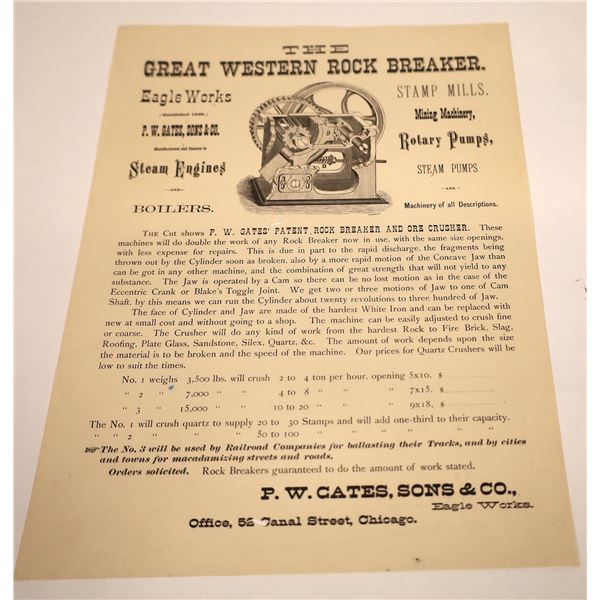 THE
GREAT WESTERN ROCK BREAKER.
Eagle Works
P. W. GATES, SONS & CO.
Manufacturers and Dealers in
Steam Engines
AND
BOILERS.
STAMP MILLS.
Mining Machinery,
Rotary Pumps,
STEAM PUMPS
AND
Machinery of all Descriptions.
THE CUT shows P. W. GATES' PATENT ROCK BREAKER AND ORE CRUSHER. These
machines will do double the work of any Rock Breaker now in use, with the same size openings,
with less expense for repairs. This is due in part to the rapid discharge, the fragments being
thrown out by the Cylinder soon as broken, also by a more rapid motion of the Concave Jaw than
can be got in any other machine, and the combination of great strength that will not yield to any
substance. The Jaw is operated by a Cam so there can be no lost motion as in the case of the
Eccentric Crank or Blake's Toggle Joint. We get two or three motions of Jaw to one of Cam
Shaft, by this means we can run the Cylinder about twenty revolutions to three hundred of Jaw.
The face of Cylinder and Jaw are made of the hardest White Iron and can be replaced with
new at small cost and without going to a shop. The machine can be easily adjusted to crush fine
or coarse. The Crusher will do any kind of work from the hardest Rock to Fire Brick, Slag,
Roofing, Plate Glass, Sandstone, Silex, Quartz, &c. The amount of work depends upon the size
the material is to be broken and the speed of the machine. Our prices for Quartz Crushers will be
low to suit the times.
No. 1 weighs 3,500 lbs. will crush 2 to 4 ton per hour, opening 5x10, $
" 2 " 7,000 " " 4 to 8 " " " 7x15, $
" 3 " 15,000 " " 10 to 20 " " " 9x18, $
The No. 1 will crush quartz to supply 20 to 30 Stamps and will add one-third to their capacity.
" " 2 " " " 50 to 100 " " " " "
The No. 3 will be used by Railroad Companies for ballasting their Tracks, and by cities
and towns for macadamizing streets and roads.
Orders solicited. Rock Breakers guaranteed to do the amount of work stated.
P. W. GATES, SONS & CO.,
Eagle Works.
Office, 52 Canal Street, Chicago.